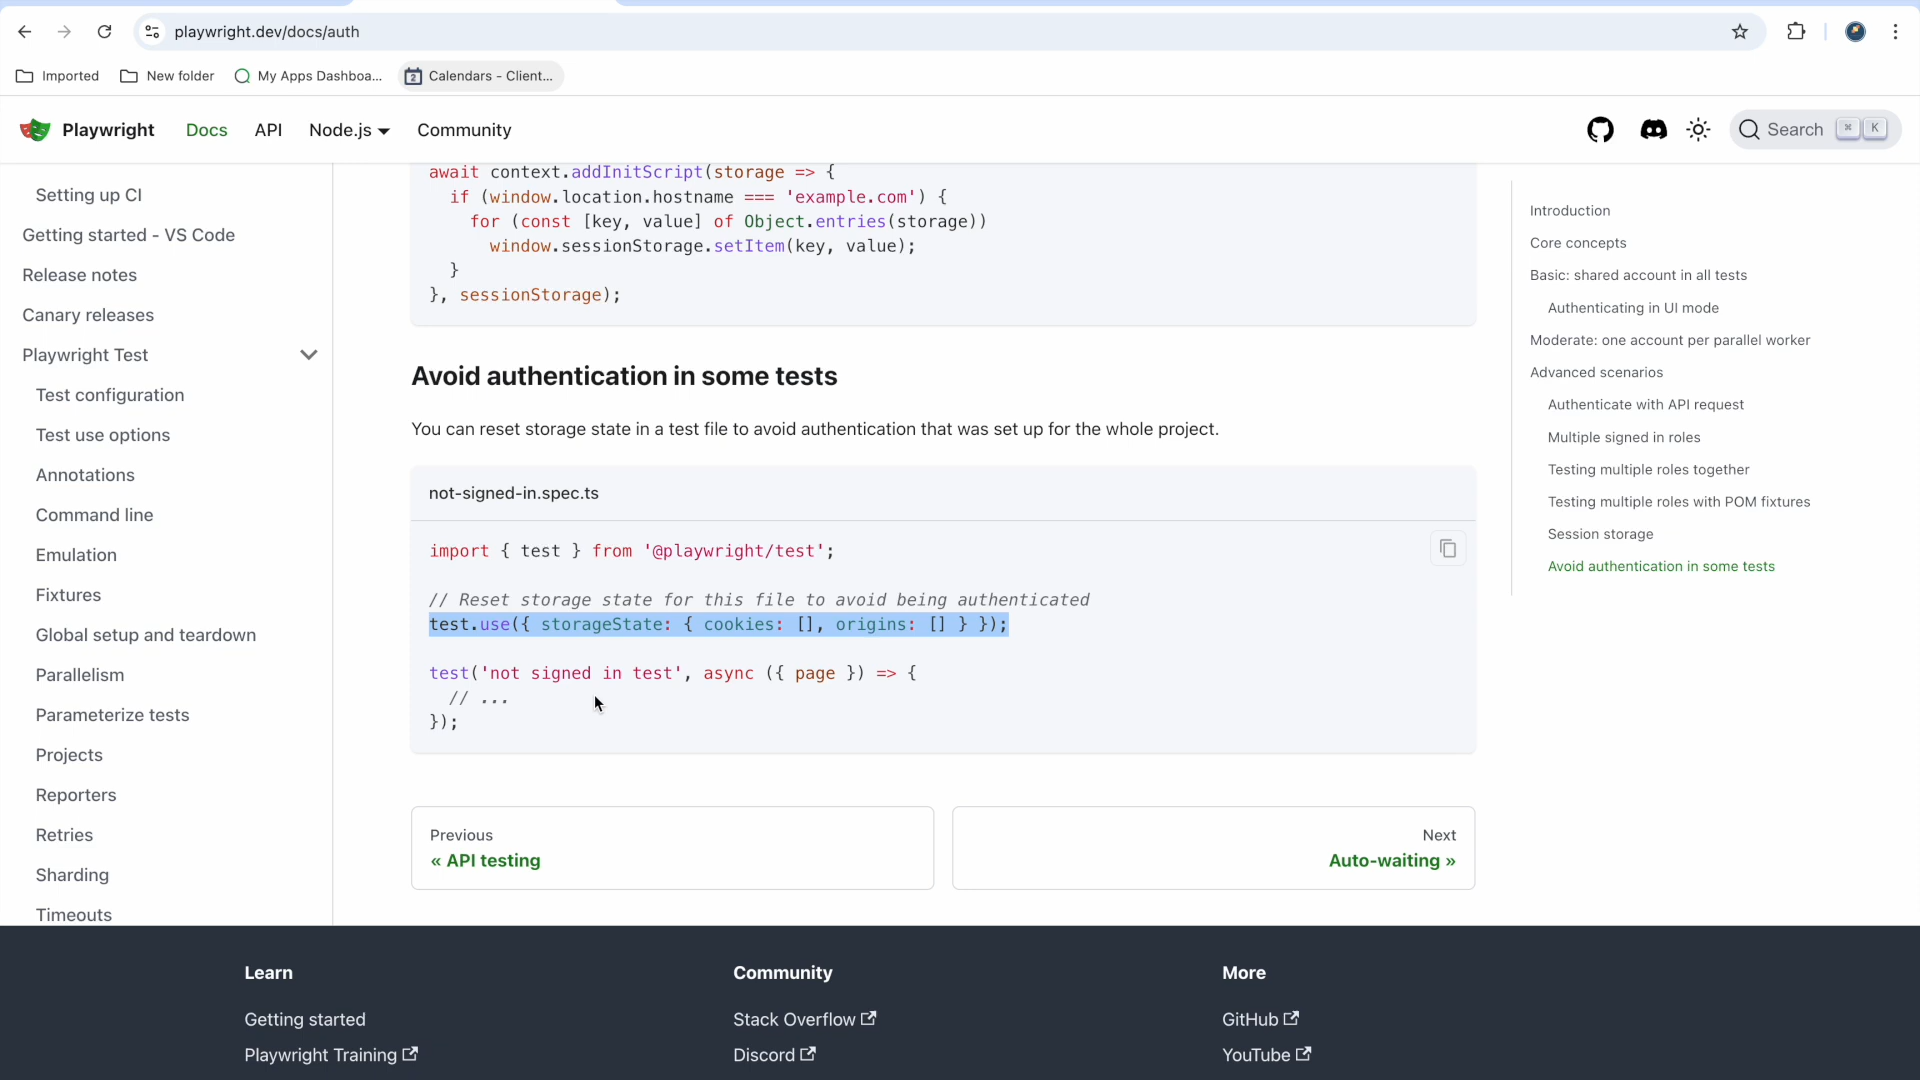 playwright.dev/docs/auth
Imported
New folder
My Apps Dashboa...
2
Calendars - Client...
Playwright
Docs
API
Node.js
Community
Search
⌘
K
Setting up CI
Getting started - VS Code
Release notes
Canary releases
Playwright Test
Test configuration
Test use options
Annotations
Command line
Emulation
Fixtures
Global setup and teardown
Parallelism
Parameterize tests
Projects
Reporters
Retries
Sharding
Timeouts
await context.addInitScript(storage => {
if (window.location.hostname === 'example.com') {
for (const [key, value] of Object.entries(storage))
window.sessionStorage.setItem(key, value);
}
}, sessionStorage);
Avoid authentication in some tests
You can reset storage state in a test file to avoid authentication that was set up for the whole project.
not-signed-in.spec.ts
import { test } from '@playwright/test';
// Reset storage state for this file to avoid being authenticated
test.use({ storageState: { cookies: [], origins: [] } });
test('not signed in test', async ({ page }) => {
// ...
});
Previous
« API testing
Next
Auto-waiting »
Introduction
Core concepts
Basic: shared account in all tests
Authenticating in UI mode
Moderate: one account per parallel worker
Advanced scenarios
Authenticate with API request
Multiple signed in roles
Testing multiple roles together
Testing multiple roles with POM fixtures
Session storage
Avoid authentication in some tests
Learn
Getting started
Playwright Training
Community
Stack Overflow
Discord
More
GitHub
YouTube